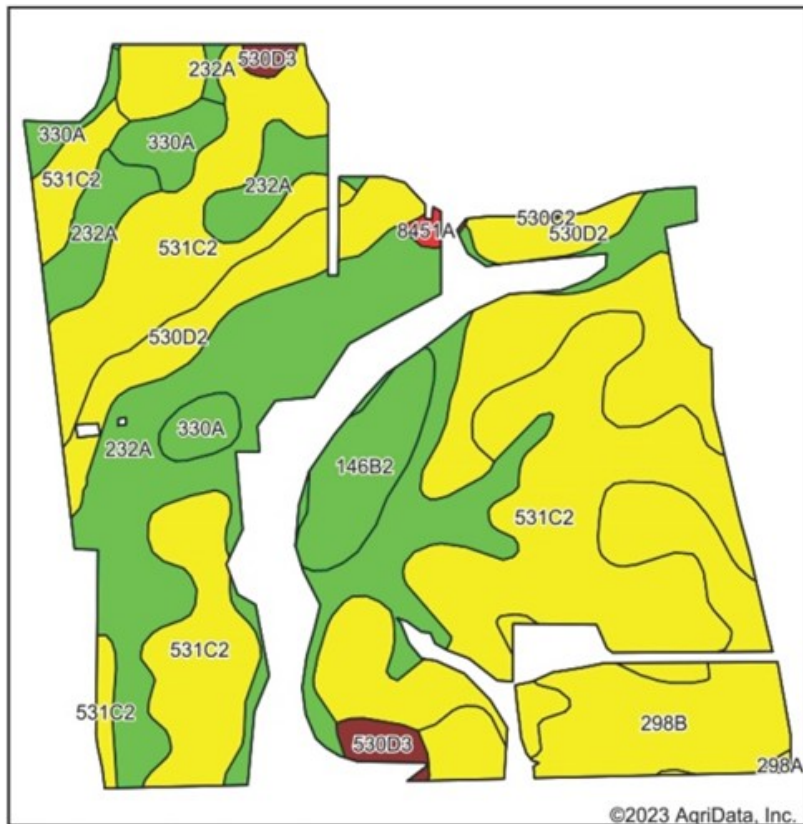 232A
530D3
330A
330A
531C2
232A
232A
531C2
8451A
530C2
530D2
530D2
330A
232A
146B2
531C2
531C2
531C2
530D3
298B
298A
©2023 AgriData, Inc.